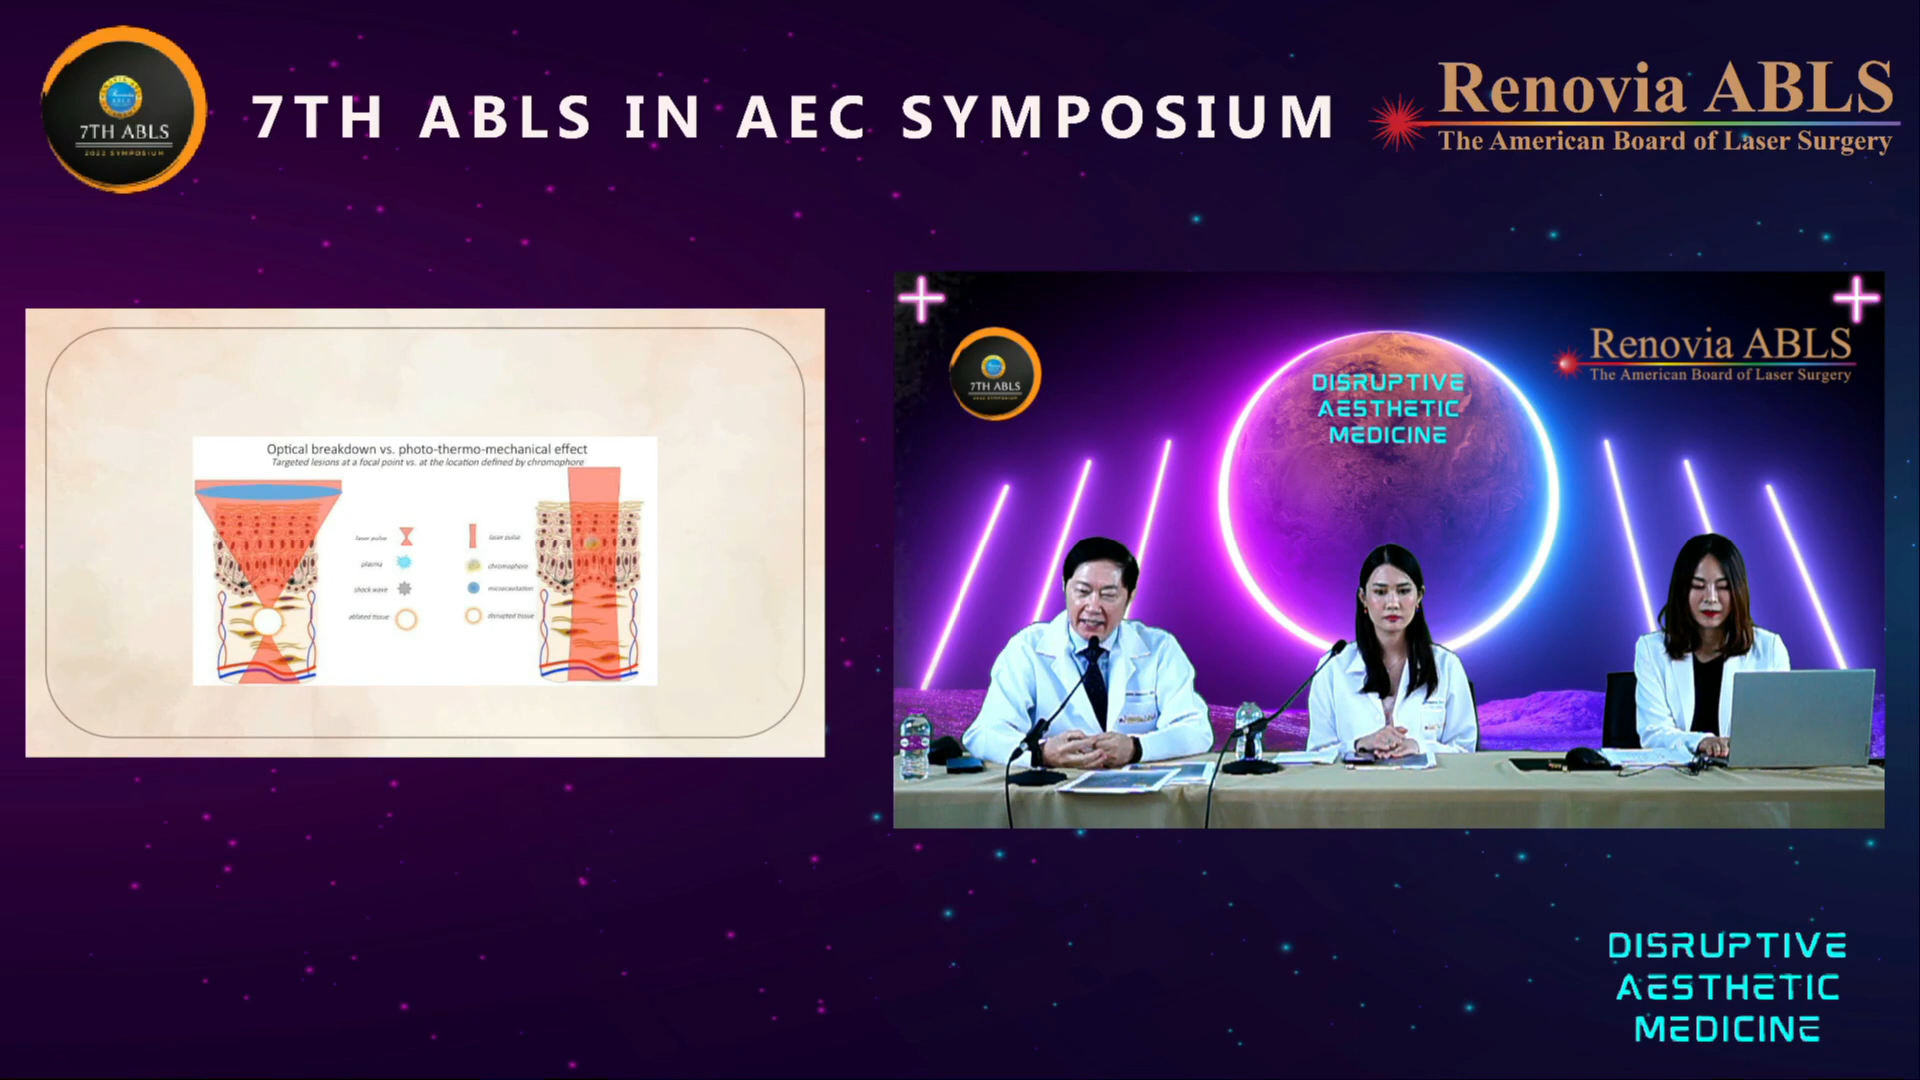 7TH ABLS
2022 SYMPOSIUM
7TH ABLS IN AEC SYMPOSIUM
Renovia ABLS
The American Board of Laser Surgery
Optical breakdown vs. photo-thermo-mechanical effect
Targeted lesions at a focal point vs. at the location defined by chromophore
laser pulse
plasma
shock wave
ablated tissue
laser pulse
chromophore
microcavitation
disrupted tissue
7TH ABLS
2022 SYMPOSIUM
DISRUPTIVE
AESTHETIC
MEDICINE
Renovia ABLS
The American Board of Laser Surgery
DISRUPTIVE
AESTHETIC
MEDICINE